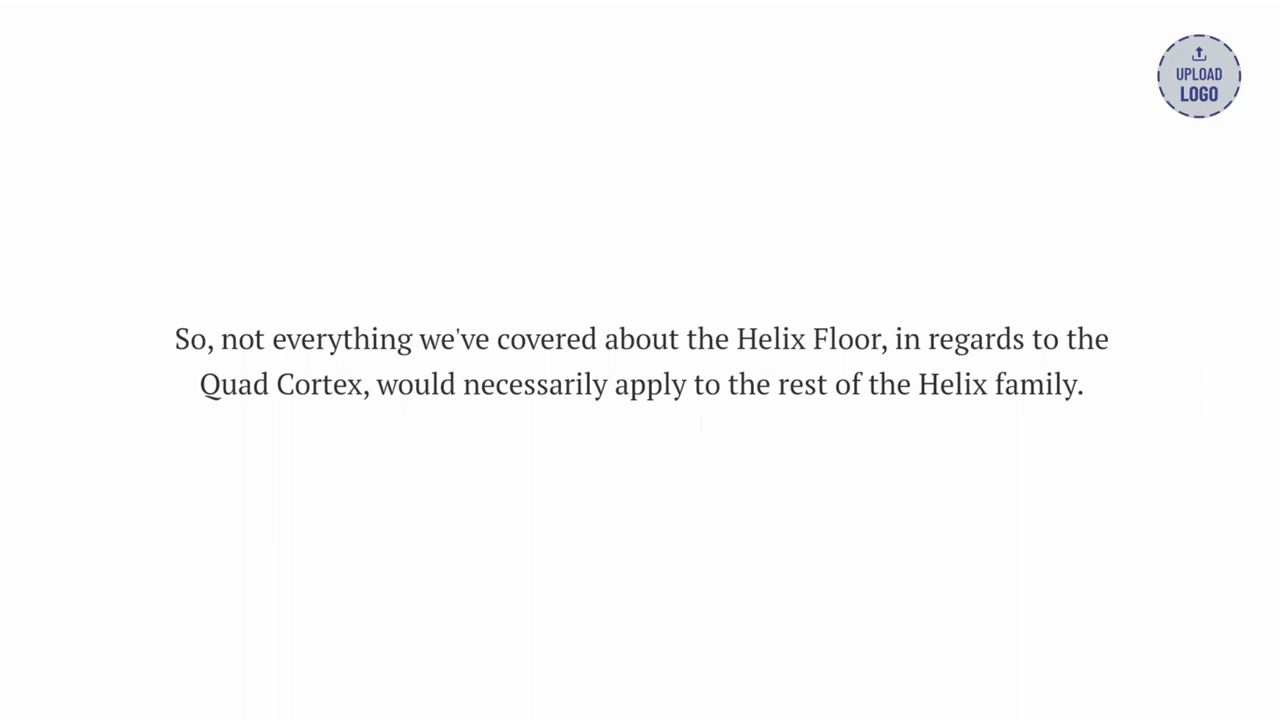 UPLOAD
LOGO
So, not everything we've covered about the Helix Floor, in regards to the
Quad Cortex, would necessarily apply to the rest of the Helix family.